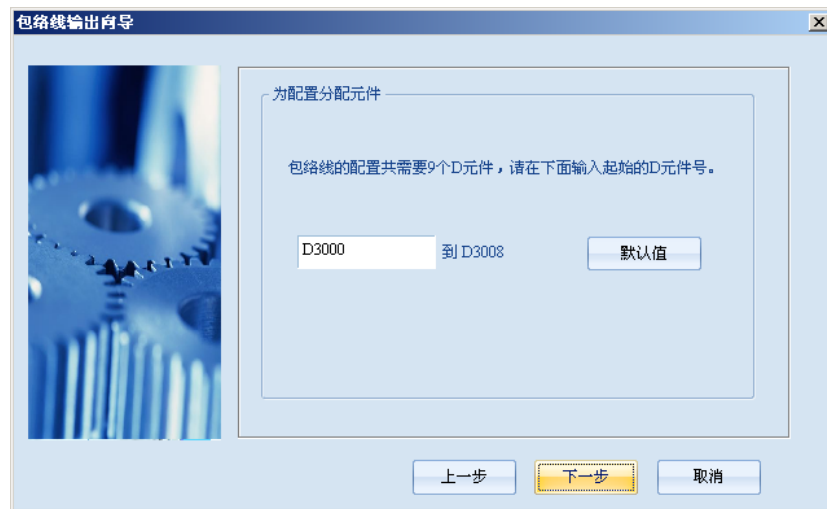 包络线输出向导
为配置分配元件
包络线的配置共需要9个D元件，请在下面输入起始的D元件号。
D3000 到 D3008 默认值
上一步 下一步 取消